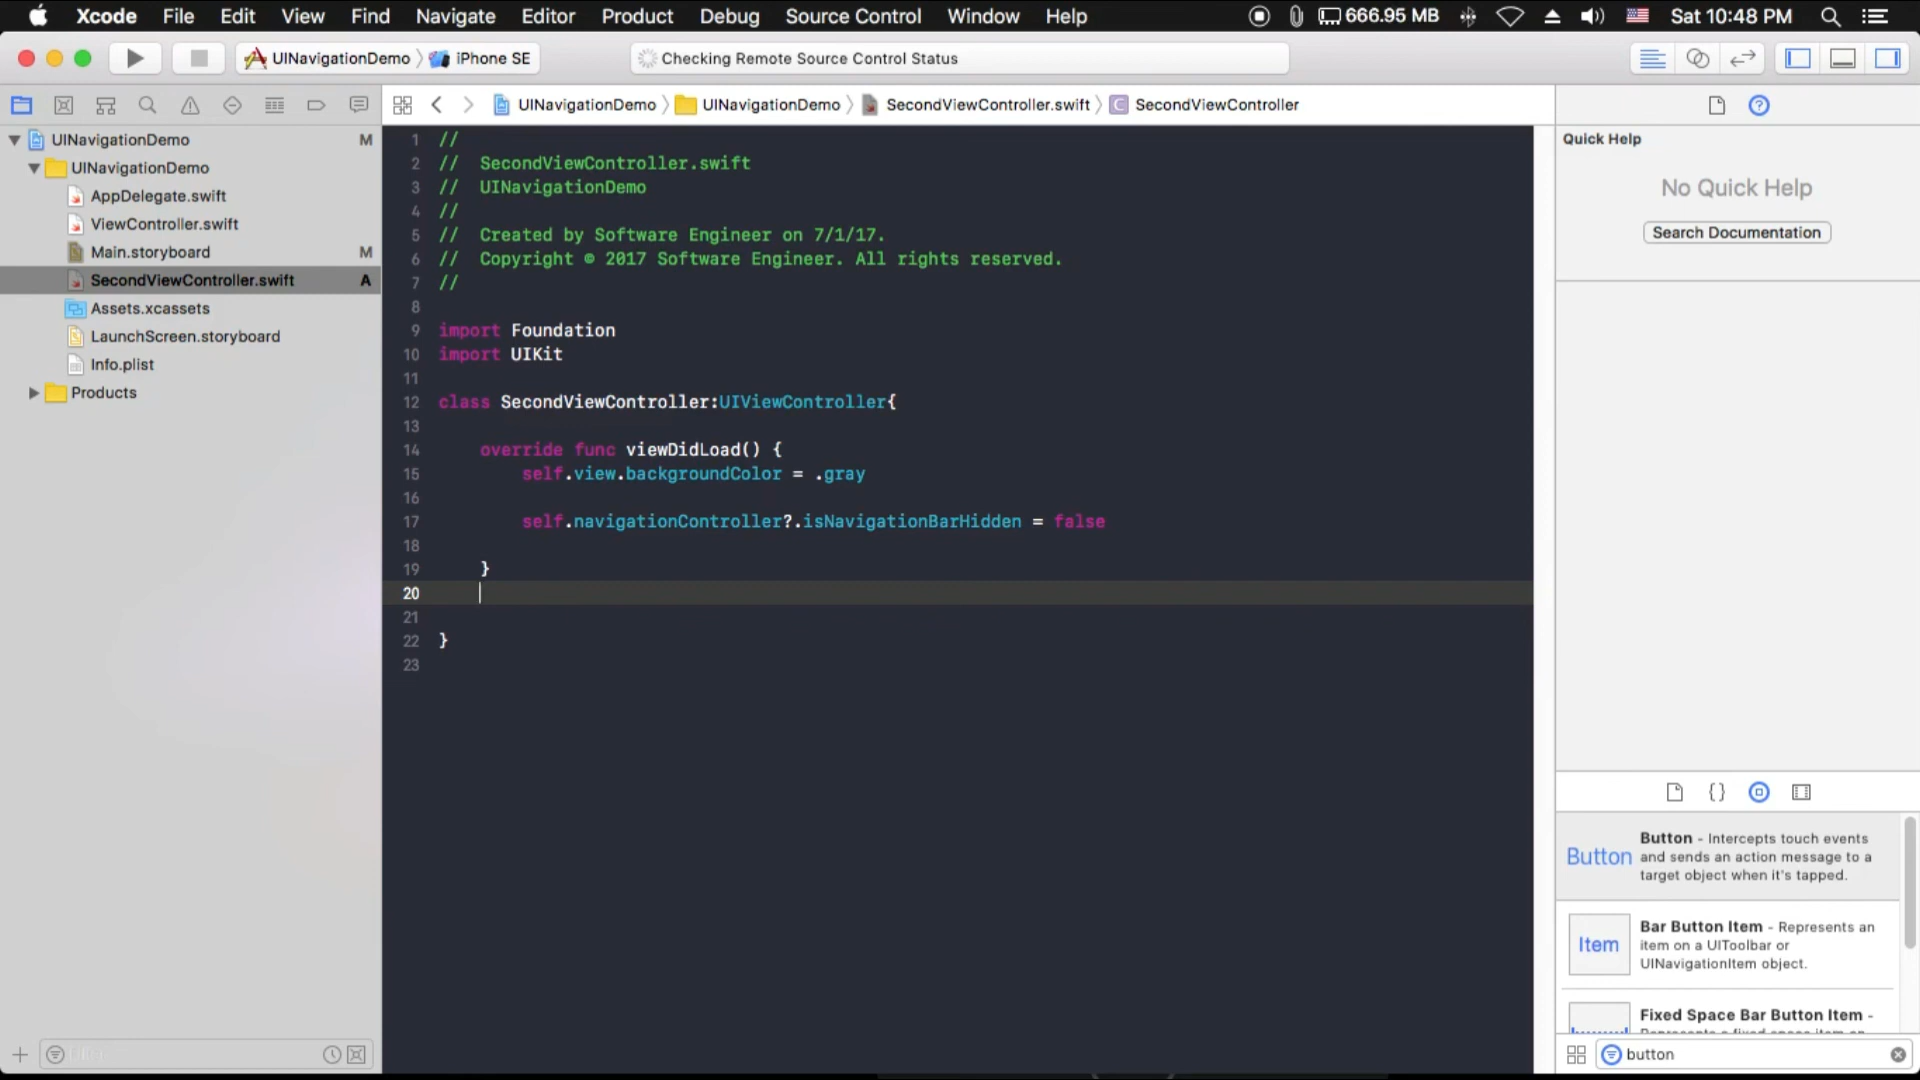 Xcode File Edit View Find Navigate Editor Product Debug Source Control Window Help 666.95 MB Sat 10:48 PM
UINavigationDemo iPhone SE Checking Remote Source Control Status
UINavigationDemo UINavigationDemo SecondViewController.swift C SecondViewController
UINavigationDemo M
UINavigationDemo
AppDelegate.swift
ViewController.swift
Main.storyboard M
SecondViewController.swift A
Assets.xcassets
LaunchScreen.storyboard
Info.plist
Products
1 //
2 // SecondViewController.swift
3 // UINavigationDemo
4 //
5 // Created by Software Engineer on 7/1/17.
6 // Copyright © 2017 Software Engineer. All rights reserved.
7 //
8
9 import Foundation
10 import UIKit
11
12 class SecondViewController:UIViewController{
13
14 override func viewDidLoad() {
15 self.view.backgroundColor = .gray
16
17 self.navigationController?.isNavigationBarHidden = false
18
19 }
20
21
22 }
23
Quick Help
No Quick Help
Search Documentation
{ }
Button
Button - Intercepts touch events
and sends an action message to a
target object when it's tapped.
Item
Bar Button Item - Represents an
item on a UIToolbar or
UINavigationItem object.
Fixed Space Bar Button Item -
button